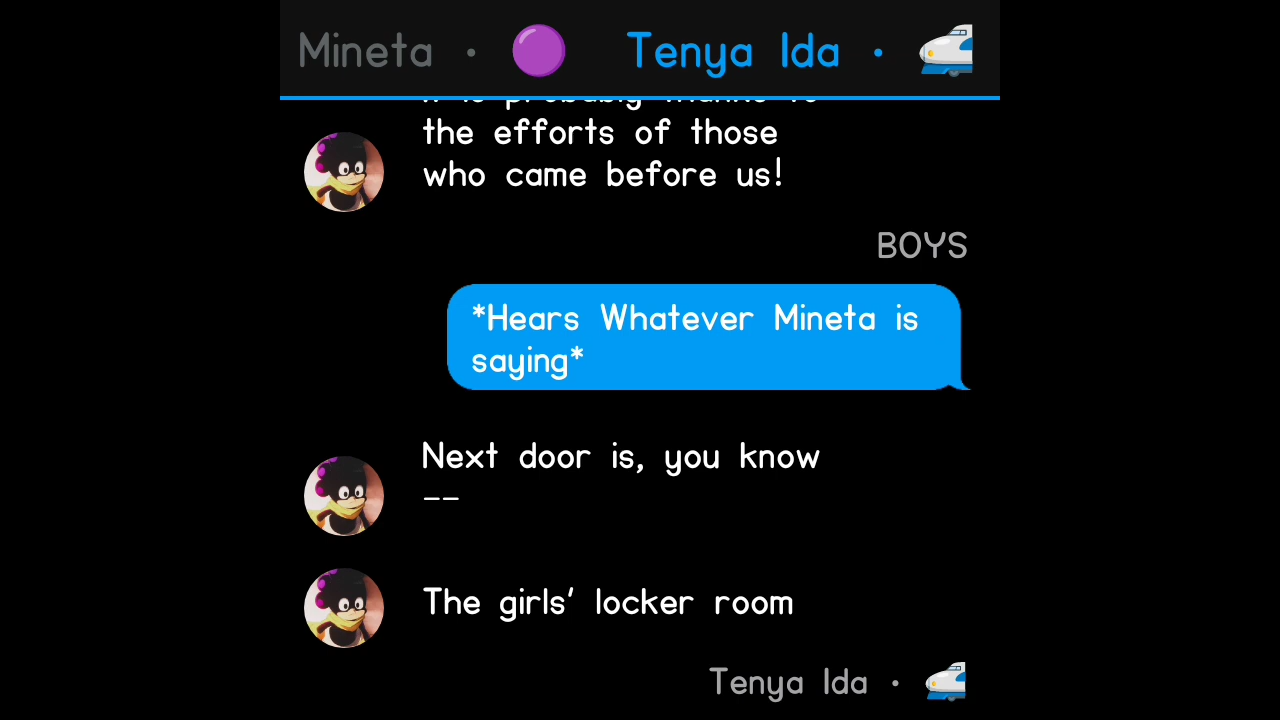 Mineta • 🟣 Tenya Ida • 🚅
the efforts of those
who came before us!
BOYS
*Hears Whatever Mineta is
saying*
Next door is, you know
--
The girls' locker room
Tenya Ida • 🚅